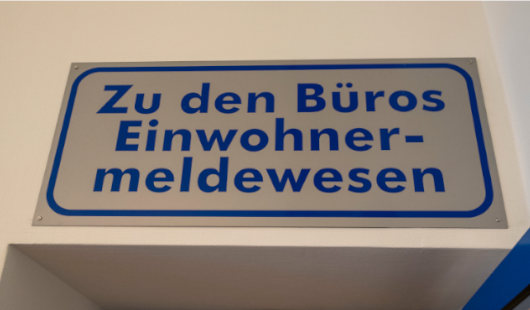 Zu den Büros
Einwohner-
meldewesen